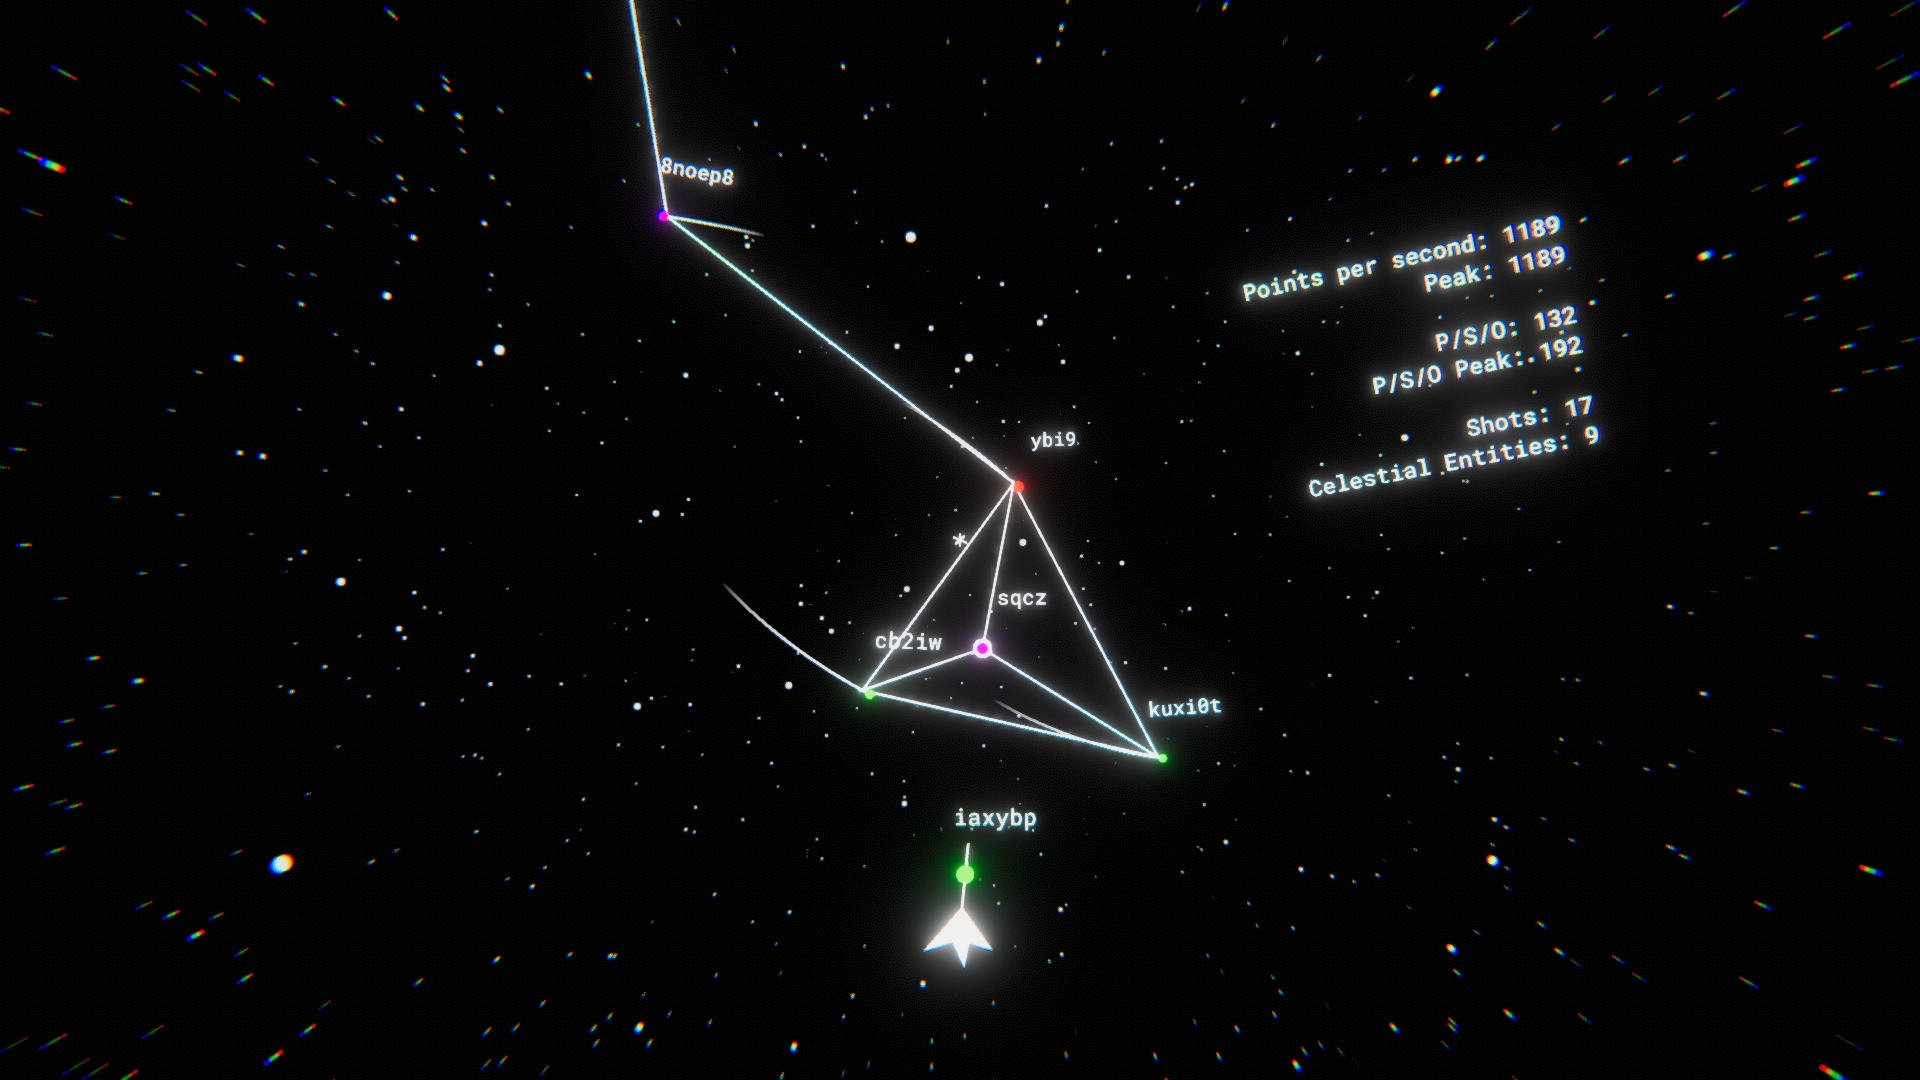 8noep8
Points per second: 1189
Peak: 1189
P/S/O: 132
P/S/O Peak: 192
Shots: 17
Celestial Entities: 9
ybi9
*
sqcz
cb2iw
kuxi0t
iaxybp